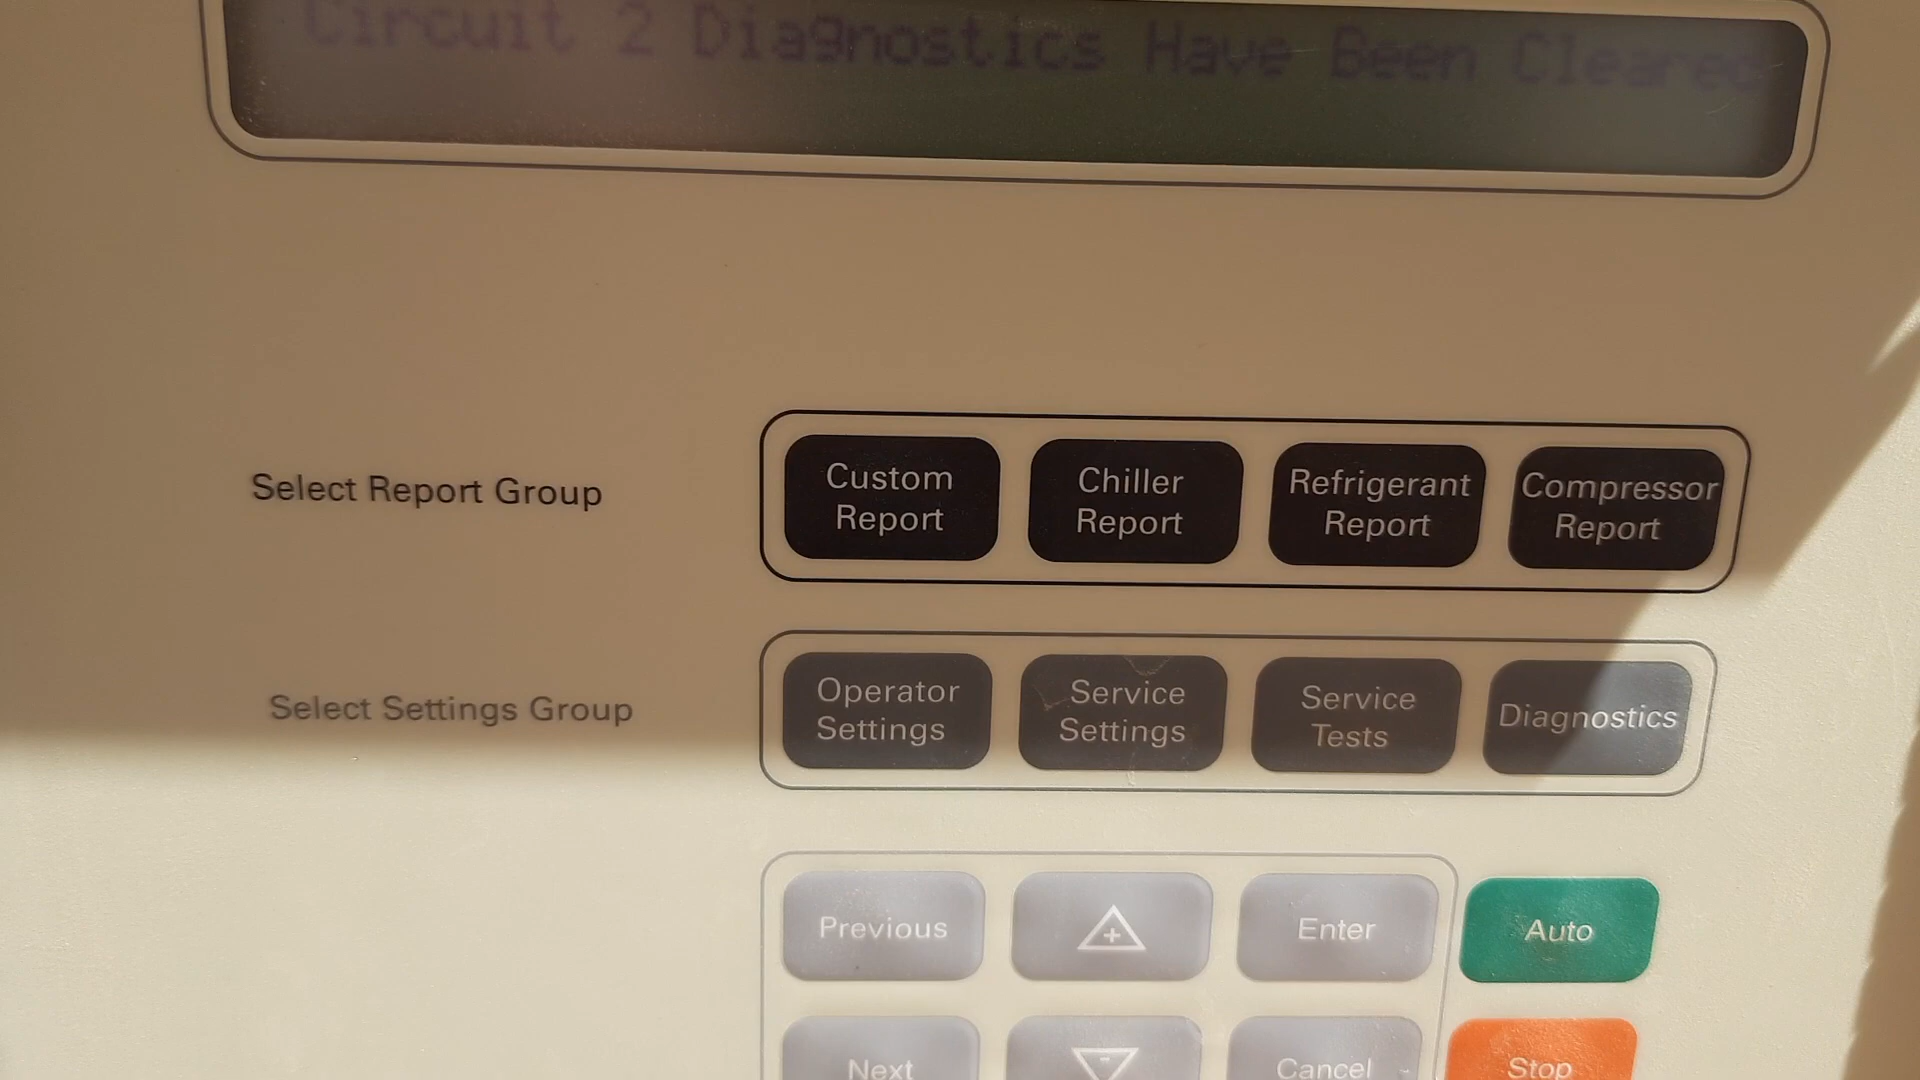 Circuit 2 Diagnostics Have Been Cleared
Select Report Group
Custom
Report
Chiller
Report
Refrigerant
Report
Compressor
Report
Select Settings Group
Operator
Settings
Service
Settings
Service
Tests
Diagnostics
Previous
+
Enter
Auto
Next
-
Cancel
Stop